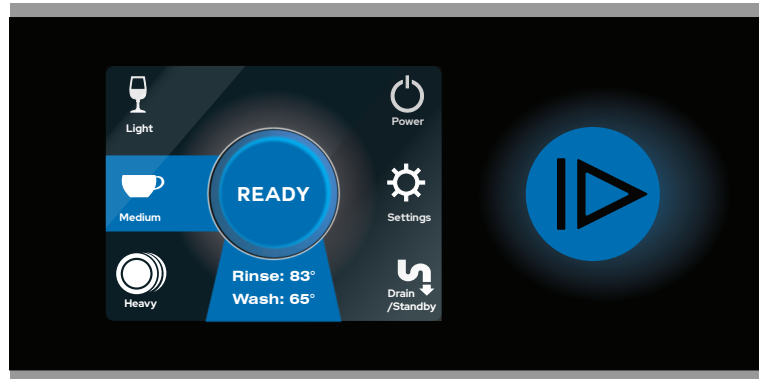 Light
Power
READY
Medium
Settings
Rinse: 83°
Wash: 65°
Heavy
Drain
/Standby